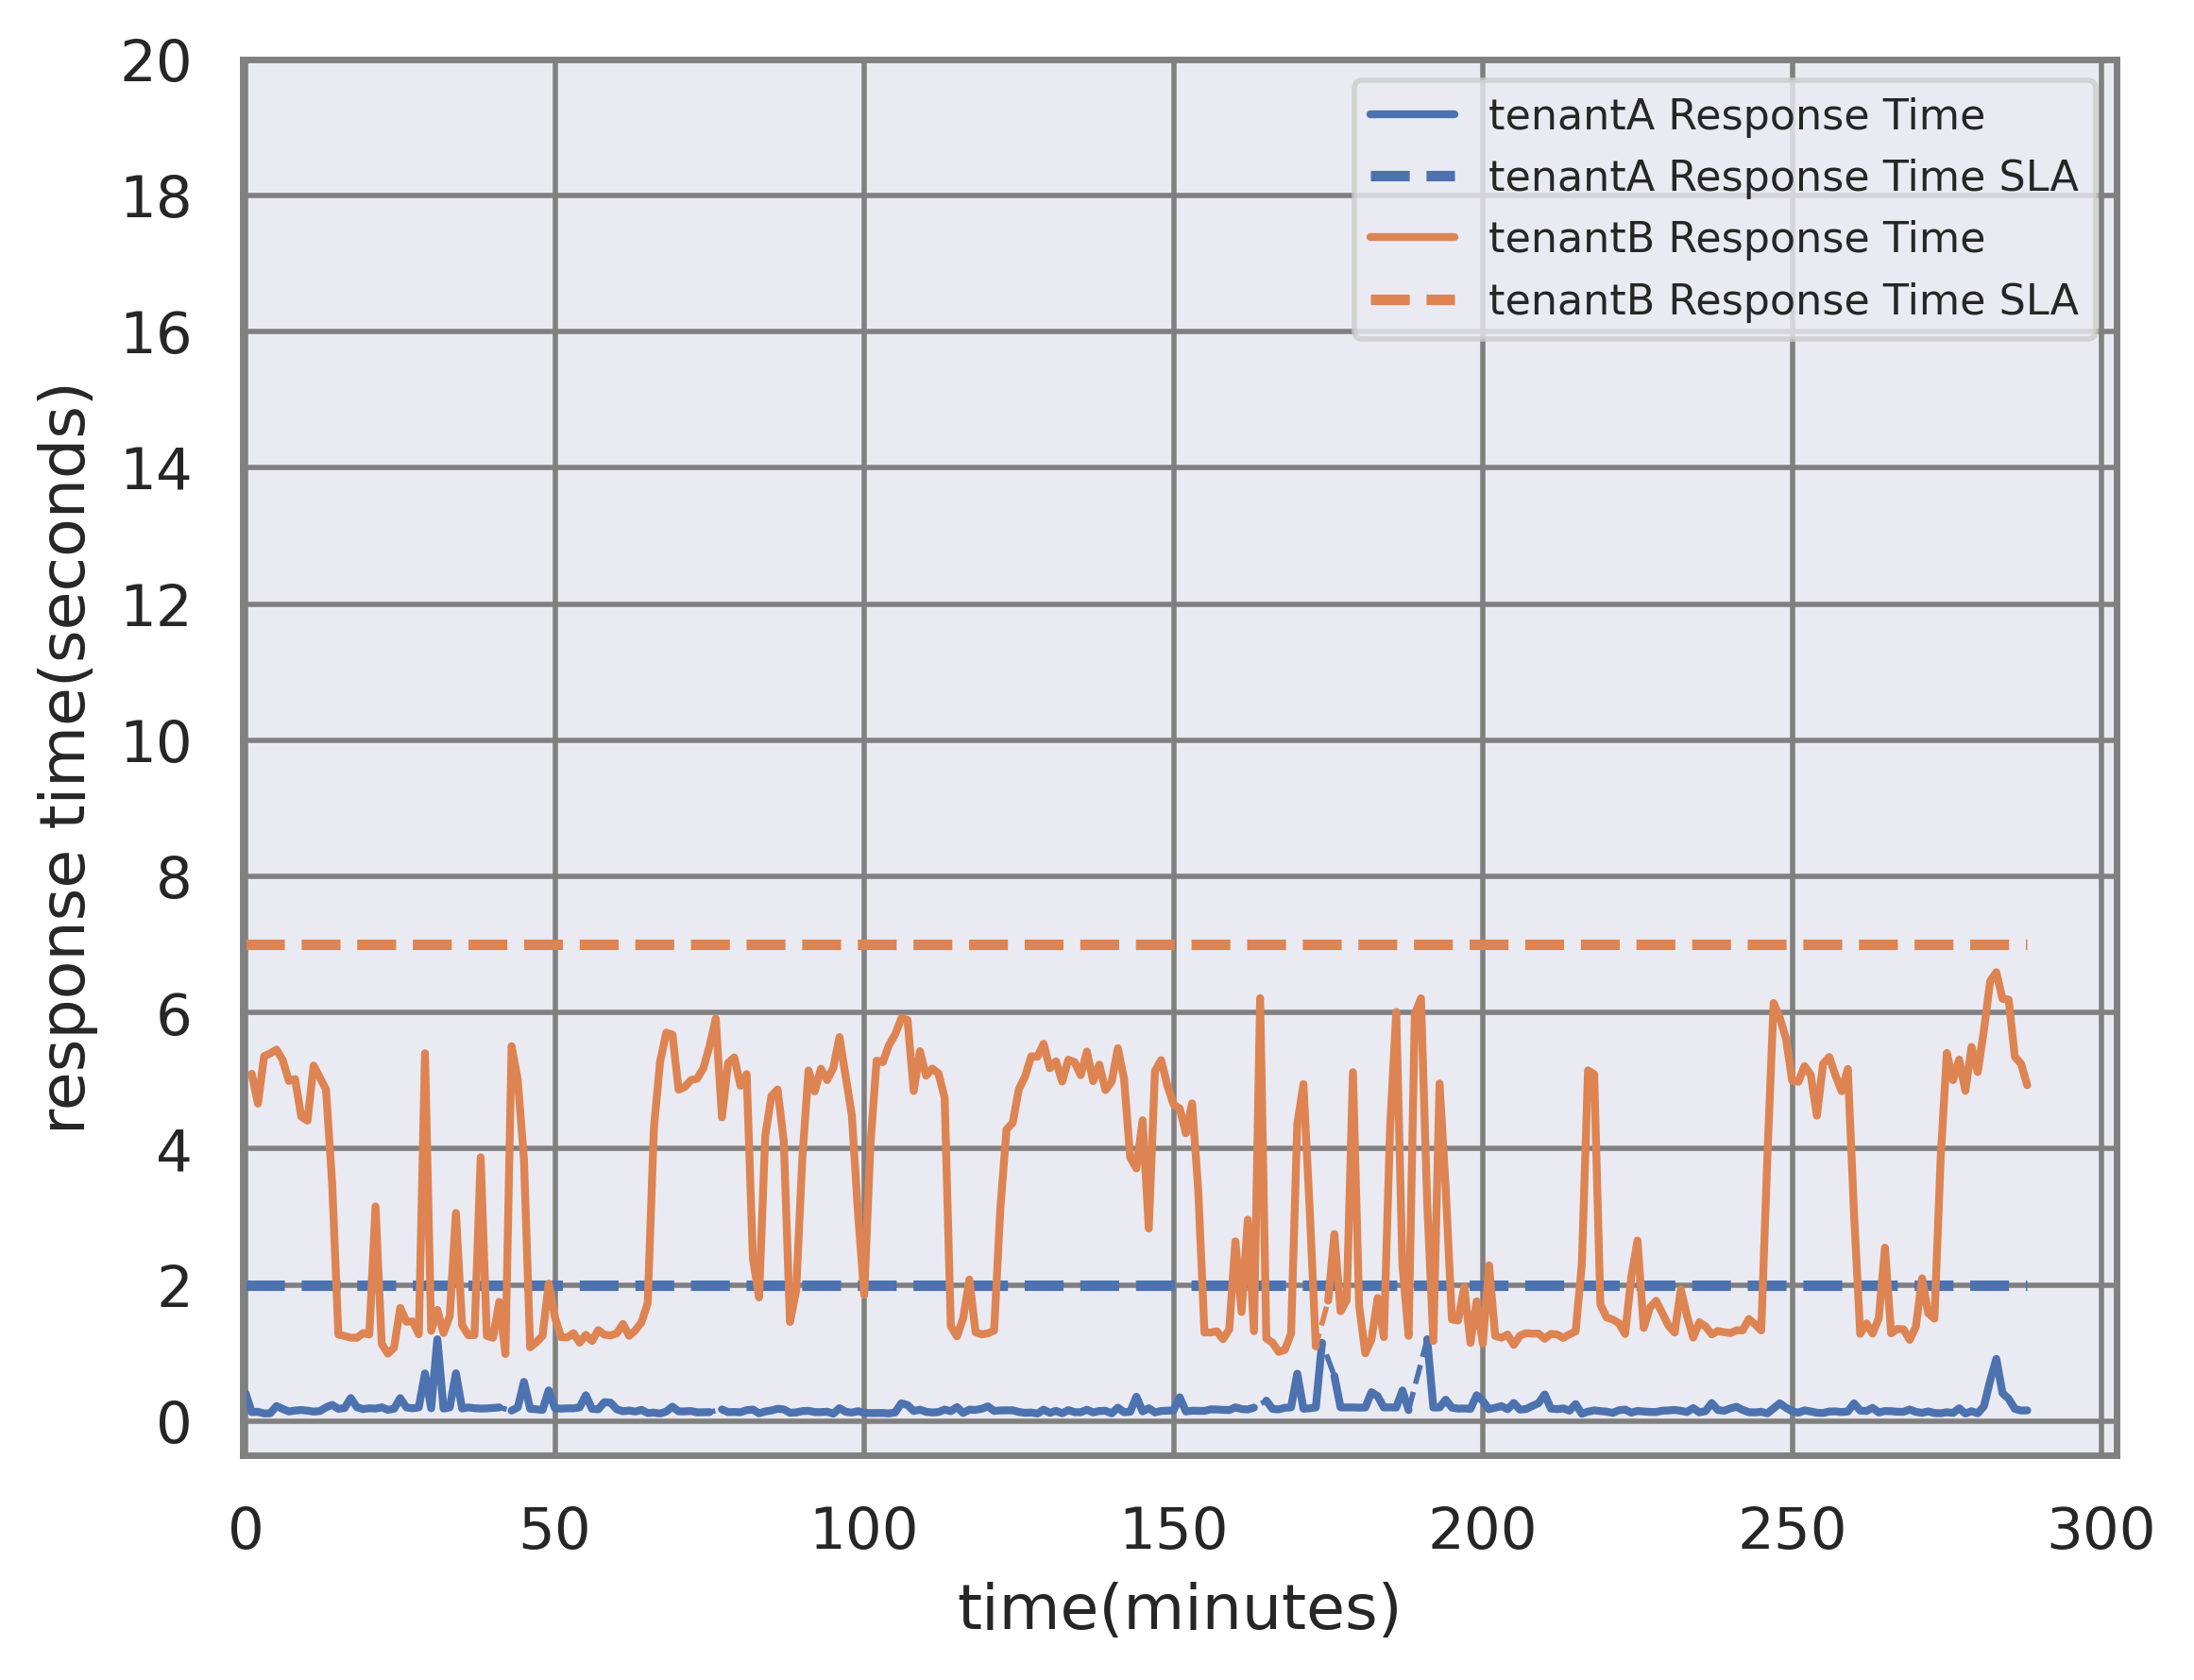 20
18
16
14
12
10
8
6
4
2
0
response time(seconds)
tenantA Response Time
tenantA Response Time SLA
tenantB Response Time
tenantB Response Time SLA
0 50 100 150 200 250 300
time(minutes)